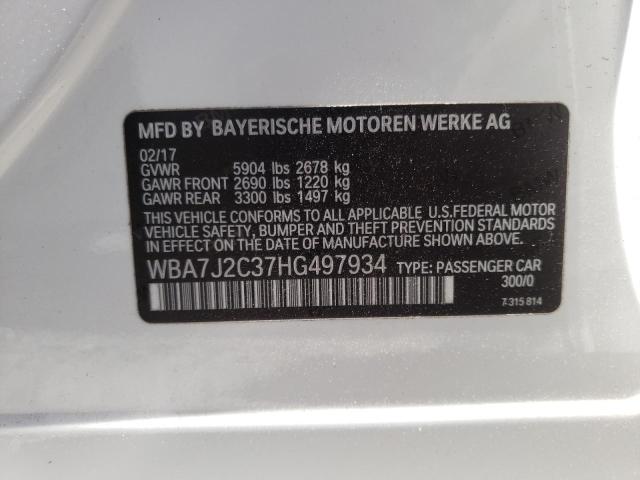 MFD BY BAYERISCHE MOTOREN WERKE AG
02/17
GVWR 5904 lbs 2678 kg
GAWR FRONT 2690 lbs 1220 kg
GAWR REAR 3300 lbs 1497 kg
THIS VEHICLE CONFORMS TO ALL APPLICABLE U.S.FEDERAL MOTOR
VEHICLE SAFETY, BUMPER AND THEFT PREVENTION STANDARDS
IN EFFECT ON THE DATE OF MANUFACTURE SHOWN ABOVE.
WBA7J2C37HG497934 TYPE: PASSENGER CAR
300/0
7 315 814